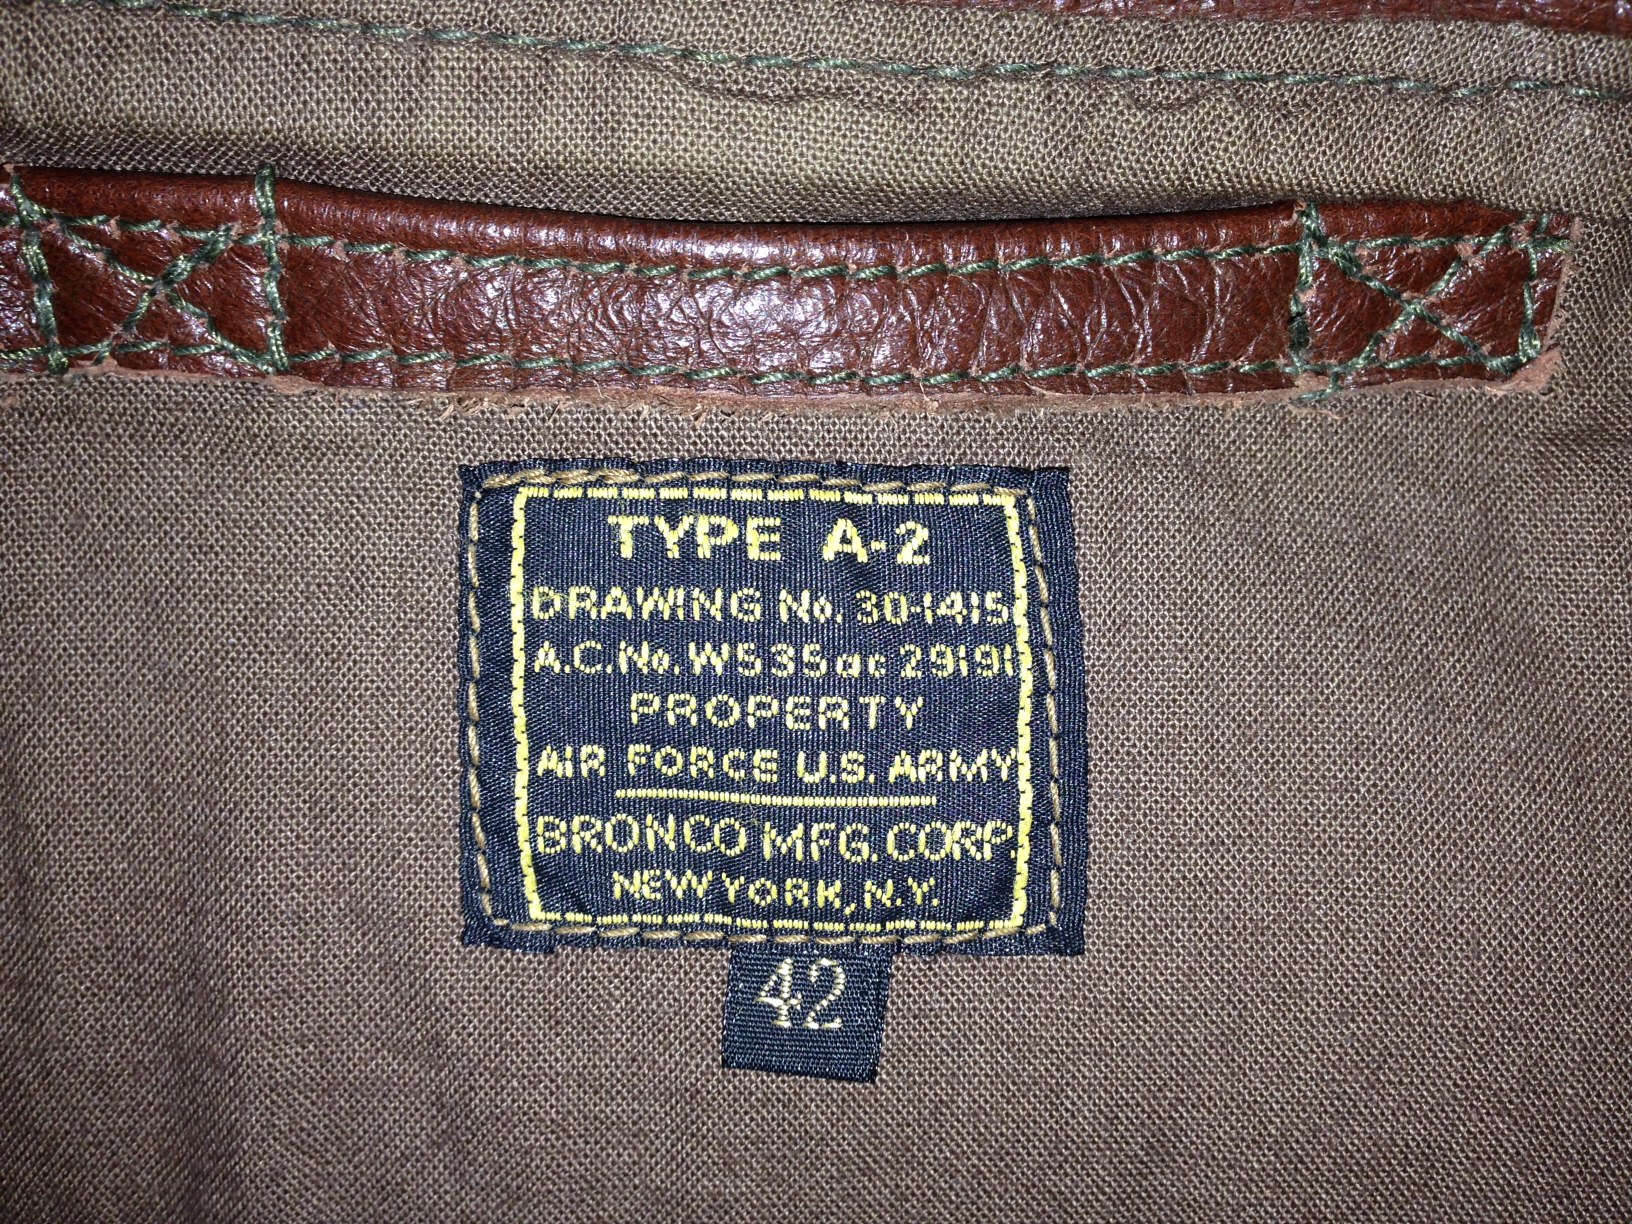 TYPE A-2
DRAWING No. 30-1415
A.C. No. W535ac 29191
PROPERTY
AIR FORCE U.S. ARMY
BRONCO MFG. CORP.
NEW YORK, N.Y.
42